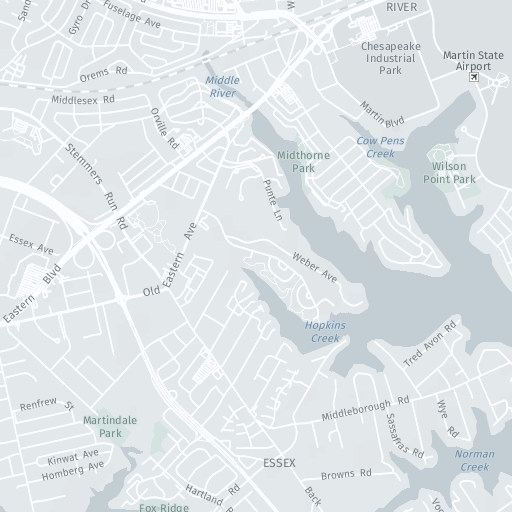 RIVER
Sand
Gyro Dr
Fuselage Ave
W
Chesapeake
Industrial
Park
Martin State
Airport
Orems Rd
Middle
River
Middlesex Rd
Orville Rd
Martin Blvd
Cow Pens
Creek
Midthorne
Park
Wilson
Point Park
Stemmers Run Rd
Punte Ln
Essex Ave
Eastern Blvd
Old Eastern Ave
Weber Ave
Hopkins
Creek
Tred Avon Rd
Renfrew St
Martindale
Park
Middleborough Rd
Sassafras Rd
Wye Rd
Kinwat Ave
Homberg Ave
ESSEX
Browns Rd
Norman
Creek
Hartland Rd
Back
Fox Ridge